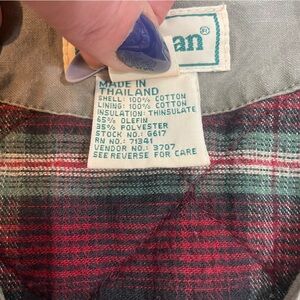 an®
MADE IN
THAILAND
SHELL: 100% COTTON
LINING: 100% COTTON
INSULATION: THINSULATE
65% OLEFIN
35% POLYESTER
STOCK NO.: G617
RN NO.: 71341
VENDOR NO.: 3707
SEE REVERSE FOR CARE